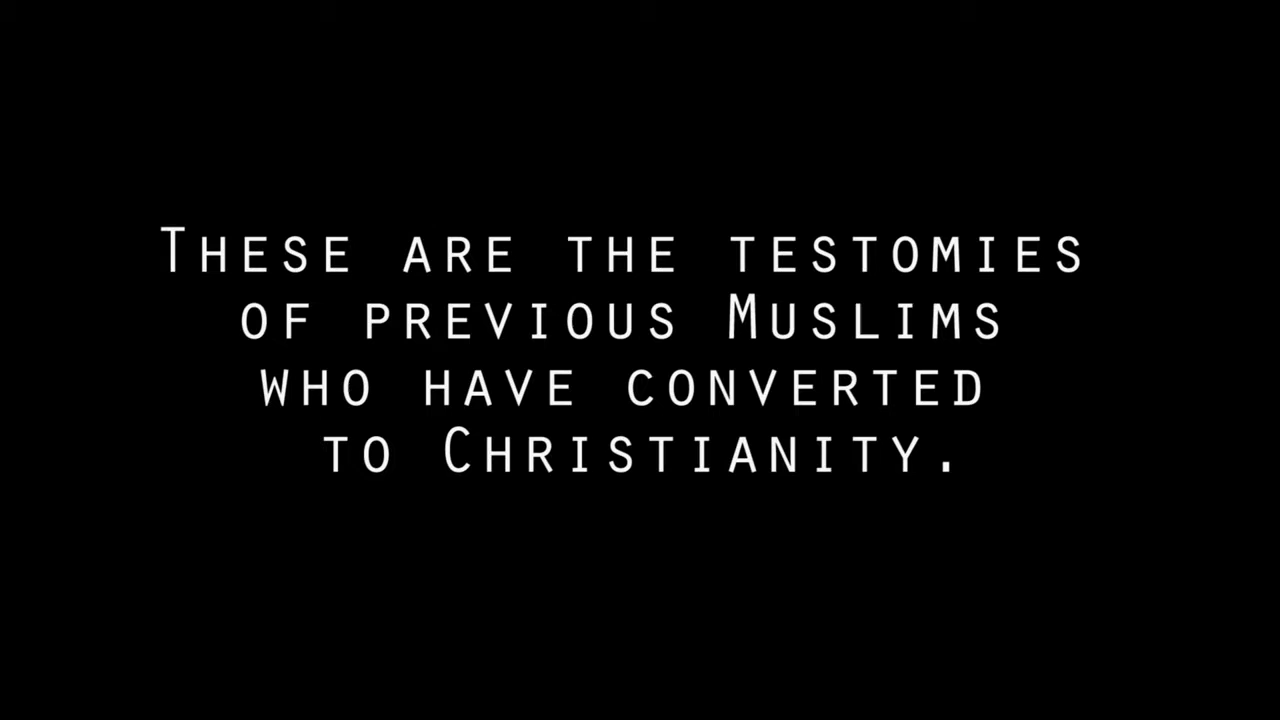 These are the testomies
of previous Muslims
who have converted
to Christianity.